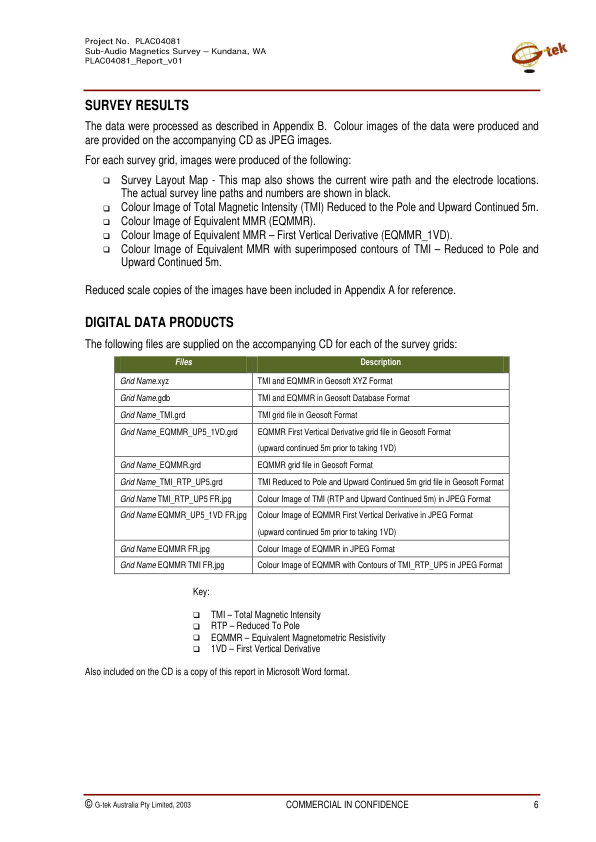 Project No. PLAC04081
Sub-Audio Magnetics Survey – Kundana, WA
PLAC04081_Report_v01
G-tek
SURVEY RESULTS
The data were processed as described in Appendix B. Colour images of the data were produced and
are provided on the accompanying CD as JPEG images.
For each survey grid, images were produced of the following:
❑ Survey Layout Map - This map also shows the current wire path and the electrode locations.
The actual survey line paths and numbers are shown in black.
❑ Colour Image of Total Magnetic Intensity (TMI) Reduced to the Pole and Upward Continued 5m.
❑ Colour Image of Equivalent MMR (EQMMR).
❑ Colour Image of Equivalent MMR – First Vertical Derivative (EQMMR_1VD).
❑ Colour Image of Equivalent MMR with superimposed contours of TMI – Reduced to Pole and
Upward Continued 5m.
Reduced scale copies of the images have been included in Appendix A for reference.
DIGITAL DATA PRODUCTS
The following files are supplied on the accompanying CD for each of the survey grids:
Files Description
Grid Name.xyz TMI and EQMMR in Geosoft XYZ Format
Grid Name.gdb TMI and EQMMR in Geosoft Database Format
Grid Name_TMI.grd TMI grid file in Geosoft Format
Grid Name_EQMMR_UP5_1VD.grd EQMMR First Vertical Derivative grid file in Geosoft Format
(upward continued 5m prior to taking 1VD)
Grid Name_EQMMR.grd EQMMR grid file in Geosoft Format
Grid Name_TMI_RTP_UP5.grd TMI Reduced to Pole and Upward Continued 5m grid file in Geosoft Format
Grid Name TMI_RTP_UP5 FR.jpg Colour Image of TMI (RTP and Upward Continued 5m) in JPEG Format
Grid Name EQMMR_UP5_1VD FR.jpg Colour Image of EQMMR First Vertical Derivative in JPEG Format
(upward continued 5m prior to taking 1VD)
Grid Name EQMMR FR.jpg Colour Image of EQMMR in JPEG Format
Grid Name EQMMR TMI FR.jpg Colour Image of EQMMR with Contours of TMI_RTP_UP5 in JPEG Format
Key:
❑ TMI – Total Magnetic Intensity
❑ RTP – Reduced To Pole
❑ EQMMR – Equivalent Magnetometric Resistivity
❑ 1VD – First Vertical Derivative
Also included on the CD is a copy of this report in Microsoft Word format.
© G-tek Australia Pty Limited, 2003 COMMERCIAL IN CONFIDENCE 6